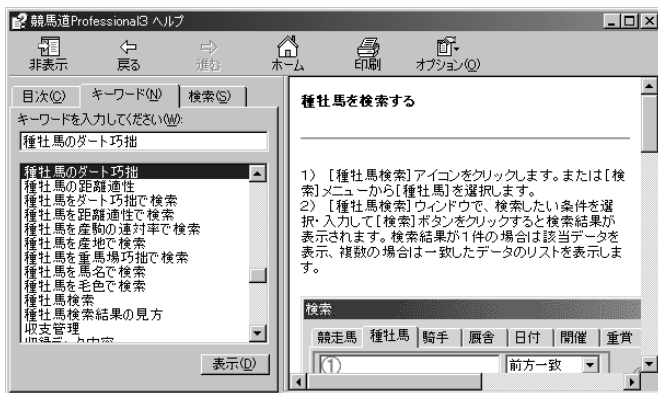 競馬道Professional3 ヘルプ
非表示
戻る
進む
ホーム
印刷
オプション(O)
目次(C)
キーワード(N)
検索(S)
キーワードを入力してください(W):
種牡馬のダート巧拙
種牡馬のダート巧拙
種牡馬の距離適性
種牡馬をダート巧拙で検索
種牡馬を距離適性で検索
種牡馬を産駒の連対率で検索
種牡馬を産地で検索
種牡馬を重馬場巧拙で検索
種牡馬を馬名で検索
種牡馬を毛色で検索
種牡馬検索
種牡馬検索結果の見方
収支管理
収録データ内容
表示(D)
種牡馬を検索する
1) [種牡馬検索]アイコンをクリックします。または[検
索]メニューから[種牡馬]を選択します。
2) [種牡馬検索]ウィンドウで、検索したい条件を選
択・入力して[検索]ボタンをクリックすると検索結果が
表示されます。検索結果が1件の場合は該当データを
表示、複数の場合は一致したデータのリストを表示しま
す。
検索
競走馬
種牡馬
騎手
厩舎
日付
開催
重賞
①
前方一致